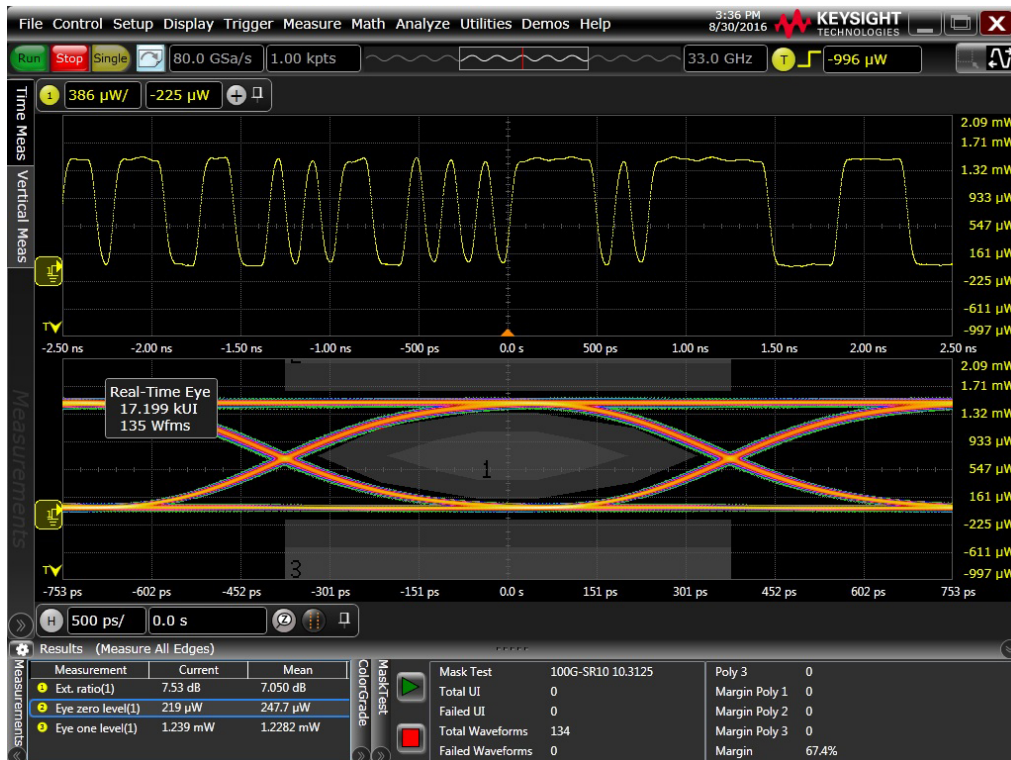 File Control Setup Display Trigger Measure Math Analyze Utilities Demos Help
3:36 PM
8/30/2016
KEYSIGHT
TECHNOLOGIES
Run Stop Single 80.0 GSa/s 1.00 kpts 33.0 GHz T -996 µW
1 386 µW/ -225 µW
Time Meas
Vertical Meas
2.09 mW
1.71 mW
1.32 mW
933 µW
547 µW
161 µW
-225 µW
-611 µW
-997 µW
-2.50 ns -2.00 ns -1.50 ns -1.00 ns -500 ps 0.0 s 500 ps 1.00 ns 1.50 ns 2.00 ns 2.50 ns
Measurements
Real-Time Eye
17.199 kUI
135 Wfms
1
3
2.09 mW
1.71 mW
1.32 mW
933 µW
547 µW
161 µW
-225 µW
-611 µW
-997 µW
-753 ps -602 ps -452 ps -301 ps -151 ps 0.0 s 151 ps 301 ps 452 ps 602 ps 753 ps
H 500 ps/ 0.0 s
Results (Measure All Edges)
Measurements
Measurement Current Mean
1 Ext. ratio(1) 7.53 dB 7.050 dB
2 Eye zero level(1) 219 µW 247.7 µW
3 Eye one level(1) 1.239 mW 1.2282 mW
ColorGrade
MaskTest
Mask Test 100G-SR10 10.3125
Total UI 0
Failed UI 0
Total Waveforms 134
Failed Waveforms 0
Poly 3 0
Margin Poly 1 0
Margin Poly 2 0
Margin Poly 3 0
Margin 67.4%